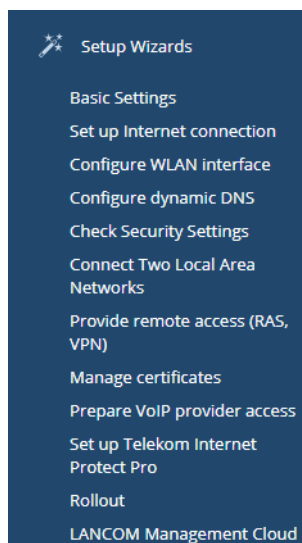 Setup Wizards
Basic Settings
Set up Internet connection
Configure WLAN interface
Configure dynamic DNS
Check Security Settings
Connect Two Local Area
Networks
Provide remote access (RAS,
VPN)
Manage certificates
Prepare VoIP provider access
Set up Telekom Internet
Protect Pro
Rollout
LANCOM Management Cloud